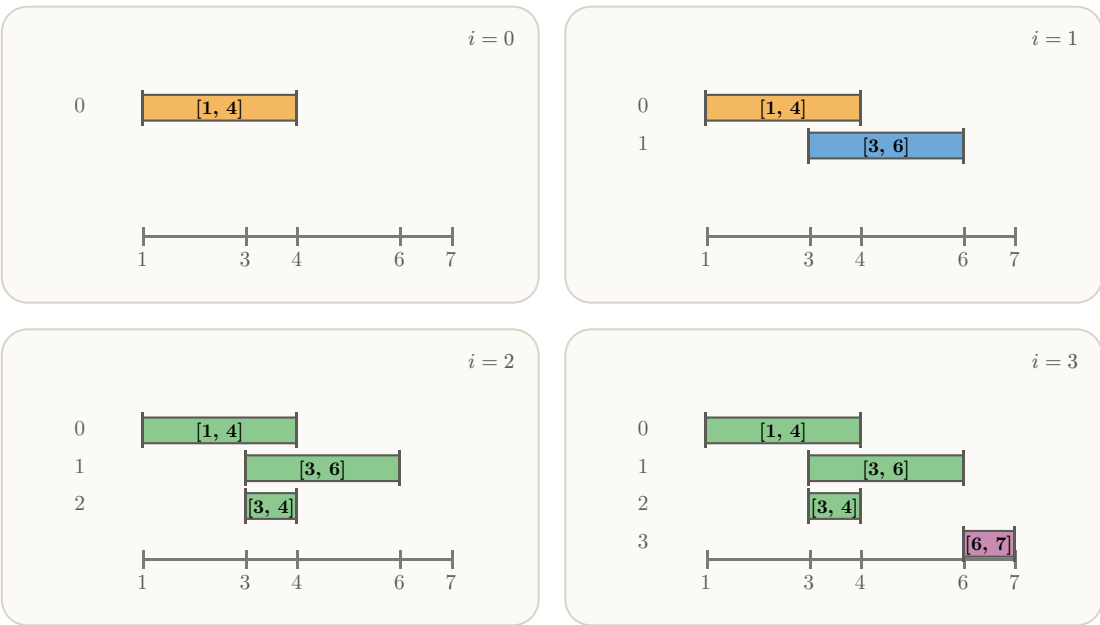 i = 0
0 [1, 4]
1 3 4 6 7
i = 1
0 [1, 4]
1 [3, 6]
1 3 4 6 7
i = 2
0 [1, 4]
1 [3, 6]
2 [3, 4]
1 3 4 6 7
i = 3
0 [1, 4]
1 [3, 6]
2 [3, 4]
3 [6, 7]
1 3 4 6 7